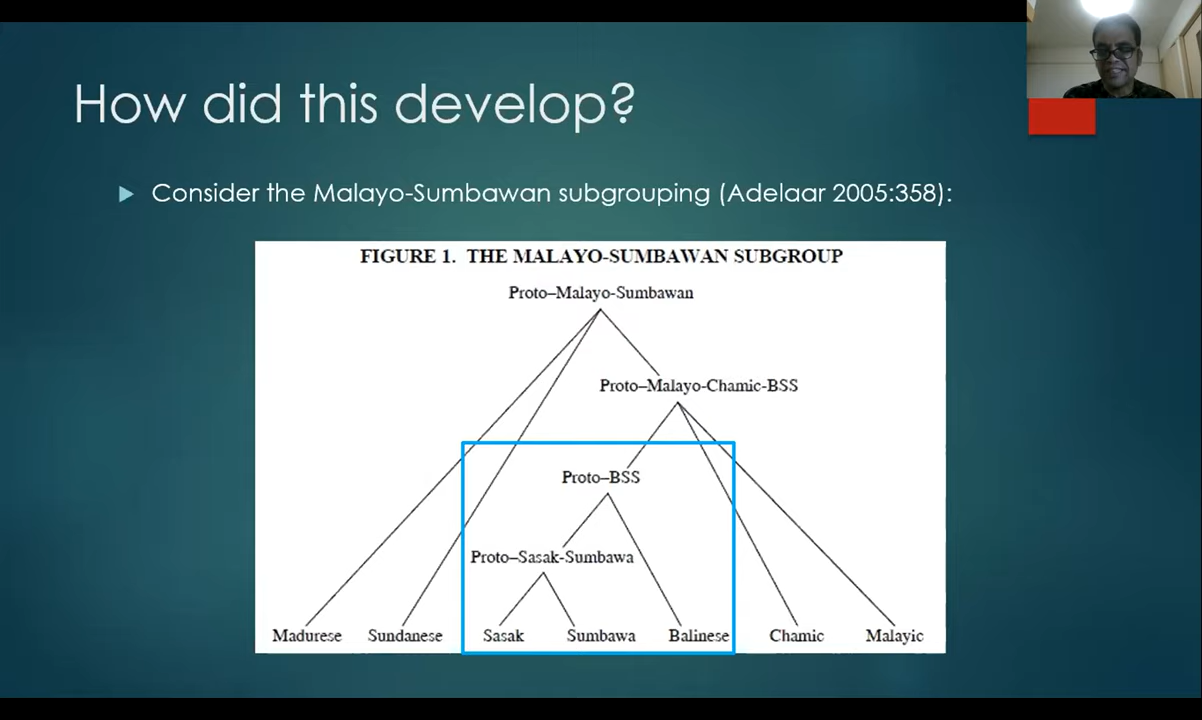 How did this develop?
Consider the Malayo-Sumbawan subgrouping (Adelaar 2005:358):
FIGURE 1. THE MALAYO-SUMBAWAN SUBGROUP
Proto–Malayo-Sumbawan
Proto–Malayo-Chamic-BSS
Proto–BSS
Proto–Sasak-Sumbawa
Madurese Sundanese Sasak Sumbawa Balinese Chamic Malayic